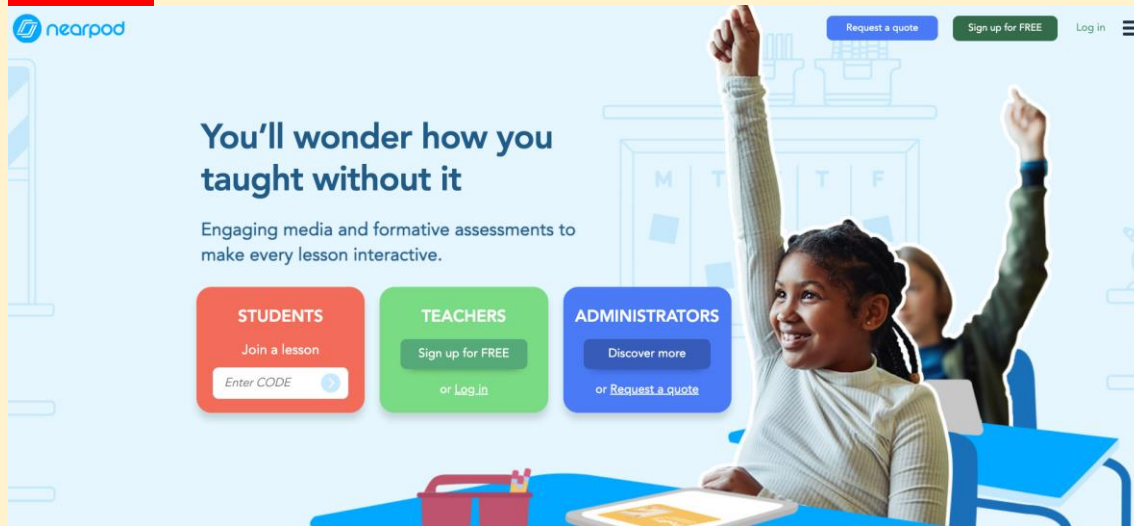 nearpod
Request a quote
Sign up for FREE
Log in
You'll wonder how you
taught without it
Engaging media and formative assessments to
make every lesson interactive.
M T T F
STUDENTS
Join a lesson
Enter CODE
TEACHERS
Sign up for FREE
or Log in
ADMINISTRATORS
Discover more
or Request a quote